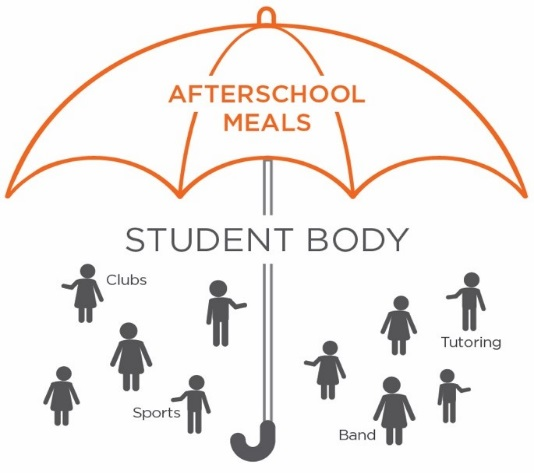 AFTERSCHOOL
MEALS
STUDENT BODY
Clubs
Tutoring
Sports
Band